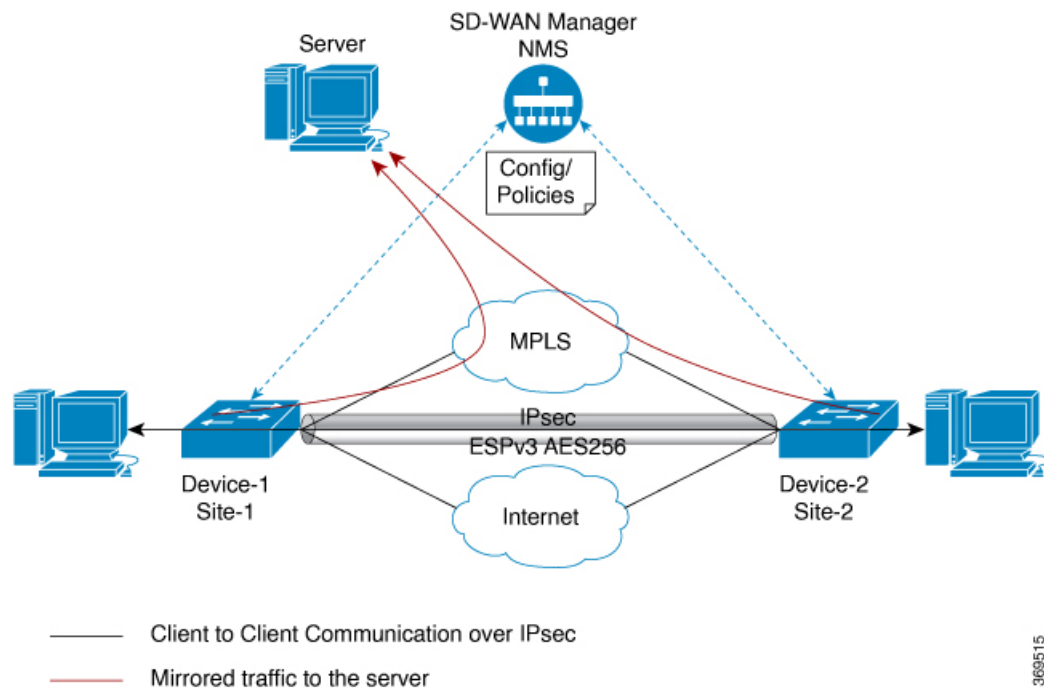 SD-WAN Manager
NMS
Server
Config/
Policies
MPLS
IPsec
ESPv3 AES256
Device-1
Site-1
Device-2
Site-2
Internet
Client to Client Communication over IPsec
Mirrored traffic to the server
369515